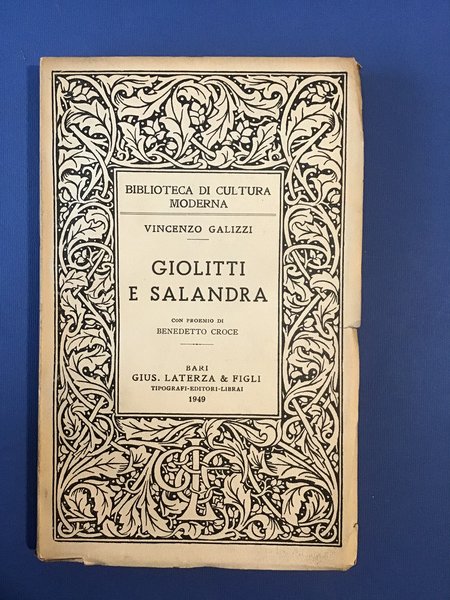 BIBLIOTECA DI CULTURA
MODERNA
VINCENZO GALIZZI
GIOLITTI
E SALANDRA
CON PROEMIO DI
BENEDETTO CROCE
BARI
GIUS. LATERZA & FIGLI
TIPOGRAFI-EDITORI-LIBRAI
1949